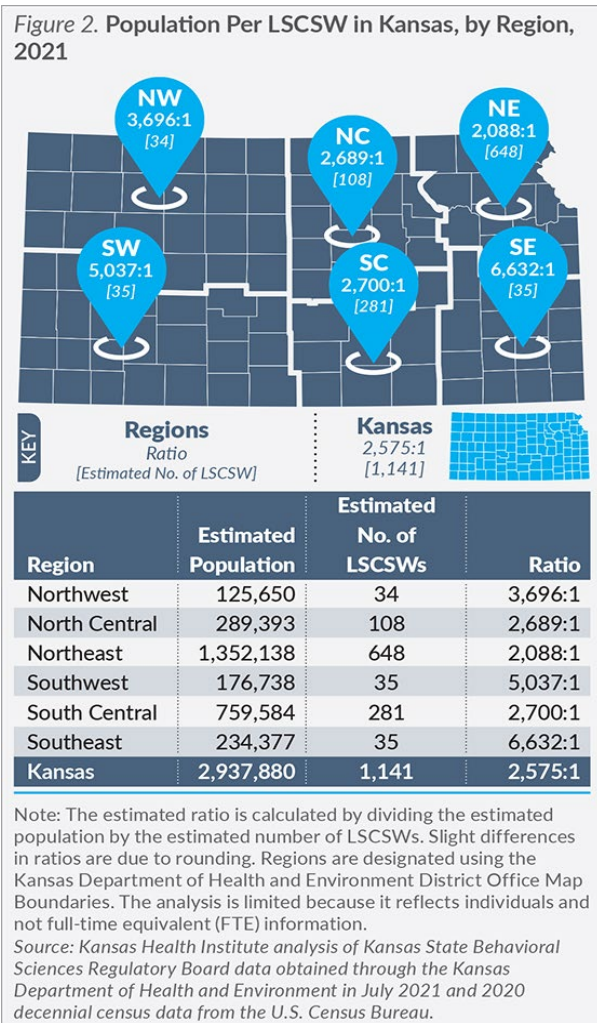 Figure 2. Population Per LSCSW in Kansas, by Region,
2021
NW
3,696:1
[34]
NC
2,689:1
[108]
NE
2,088:1
[648]
SW
5,037:1
[35]
SC
2,700:1
[281]
SE
6,632:1
[35]
KEY
Regions
Ratio
[Estimated No. of LSCSW]
Kansas
2,575:1
[1,141]
Region Estimated Population Estimated No. of LSCSWs Ratio
Northwest 125,650 34 3,696:1
North Central 289,393 108 2,689:1
Northeast 1,352,138 648 2,088:1
Southwest 176,738 35 5,037:1
South Central 759,584 281 2,700:1
Southeast 234,377 35 6,632:1
Kansas 2,937,880 1,141 2,575:1
Note: The estimated ratio is calculated by dividing the estimated
population by the estimated number of LSCSWs. Slight differences
in ratios are due to rounding. Regions are designated using the
Kansas Department of Health and Environment District Office Map
Boundaries. The analysis is limited because it reflects individuals and
not full-time equivalent (FTE) information.
Source: Kansas Health Institute analysis of Kansas State Behavioral
Sciences Regulatory Board data obtained through the Kansas
Department of Health and Environment in July 2021 and 2020
decennial census data from the U.S. Census Bureau.